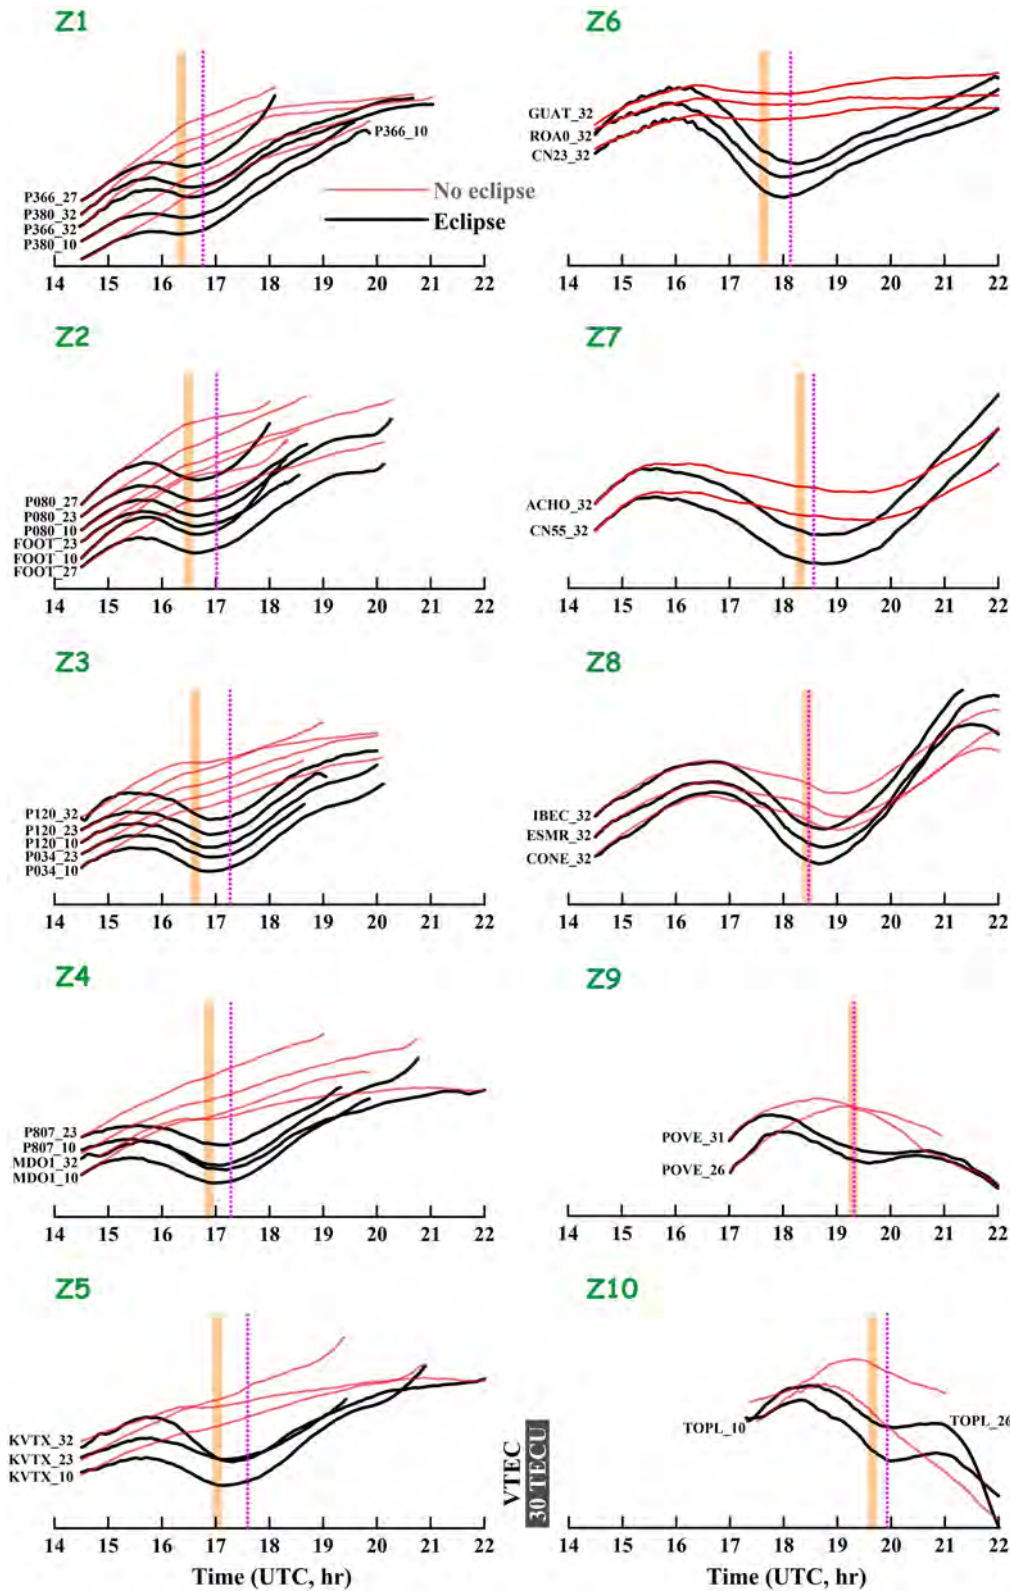 Z1
P366_10
P366_27
P380_32
P366_32
P380_10
No eclipse
Eclipse
14 15 16 17 18 19 20 21 22
Z6
GUAT_32
ROA0_32
CN23_32
14 15 16 17 18 19 20 21 22
Z2
P080_27
P080_23
P080_10
FOOT_23
FOOT_10
FOOT_27
14 15 16 17 18 19 20 21 22
Z7
ACHO_32
CN55_32
14 15 16 17 18 19 20 21 22
Z3
P120_32
P120_23
P120_10
P034_23
P034_10
14 15 16 17 18 19 20 21 22
Z8
IBEC_32
ESMR_32
CONE_32
14 15 16 17 18 19 20 21 22
Z4
P807_23
P807_10
MDO1_32
MDO1_10
14 15 16 17 18 19 20 21 22
Z9
POVE_31
POVE_26
14 15 16 17 18 19 20 21 22
Z5
KVTX_32
KVTX_23
KVTX_10
14 15 16 17 18 19 20 21 22
Time (UTC, hr)
VTEC
30 TECU
Z10
TOPL_10
TOPL_26
14 15 16 17 18 19 20 21 22
Time (UTC, hr)